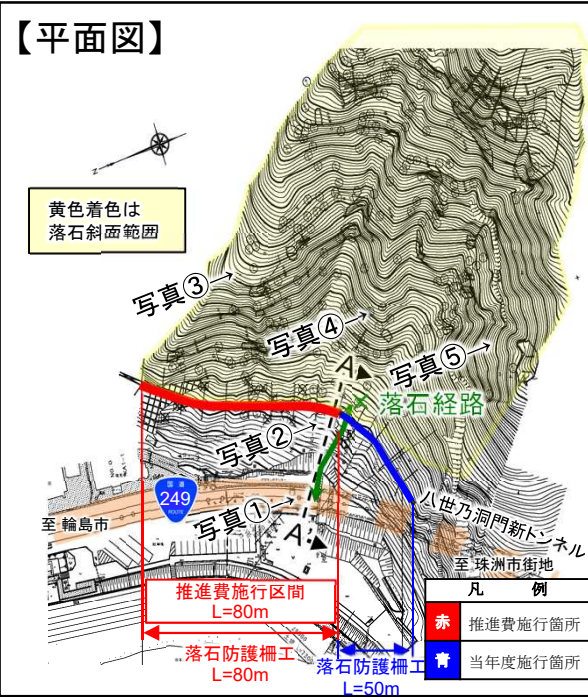 【平面図】
N
黄色着色は
落石斜面範囲
写真③→
写真④→
写真⑤→
A
落石経路
写真②→
国道
249
ROUTE
写真①→
A
至 輪島市
八世乃洞門新トンネル
至 珠洲市街地
推進費施行区間
L=80m
落石防護柵工
L=80m
落石防護柵工
L=50m
凡 例
赤 推進費施行箇所
青 当年度施行箇所